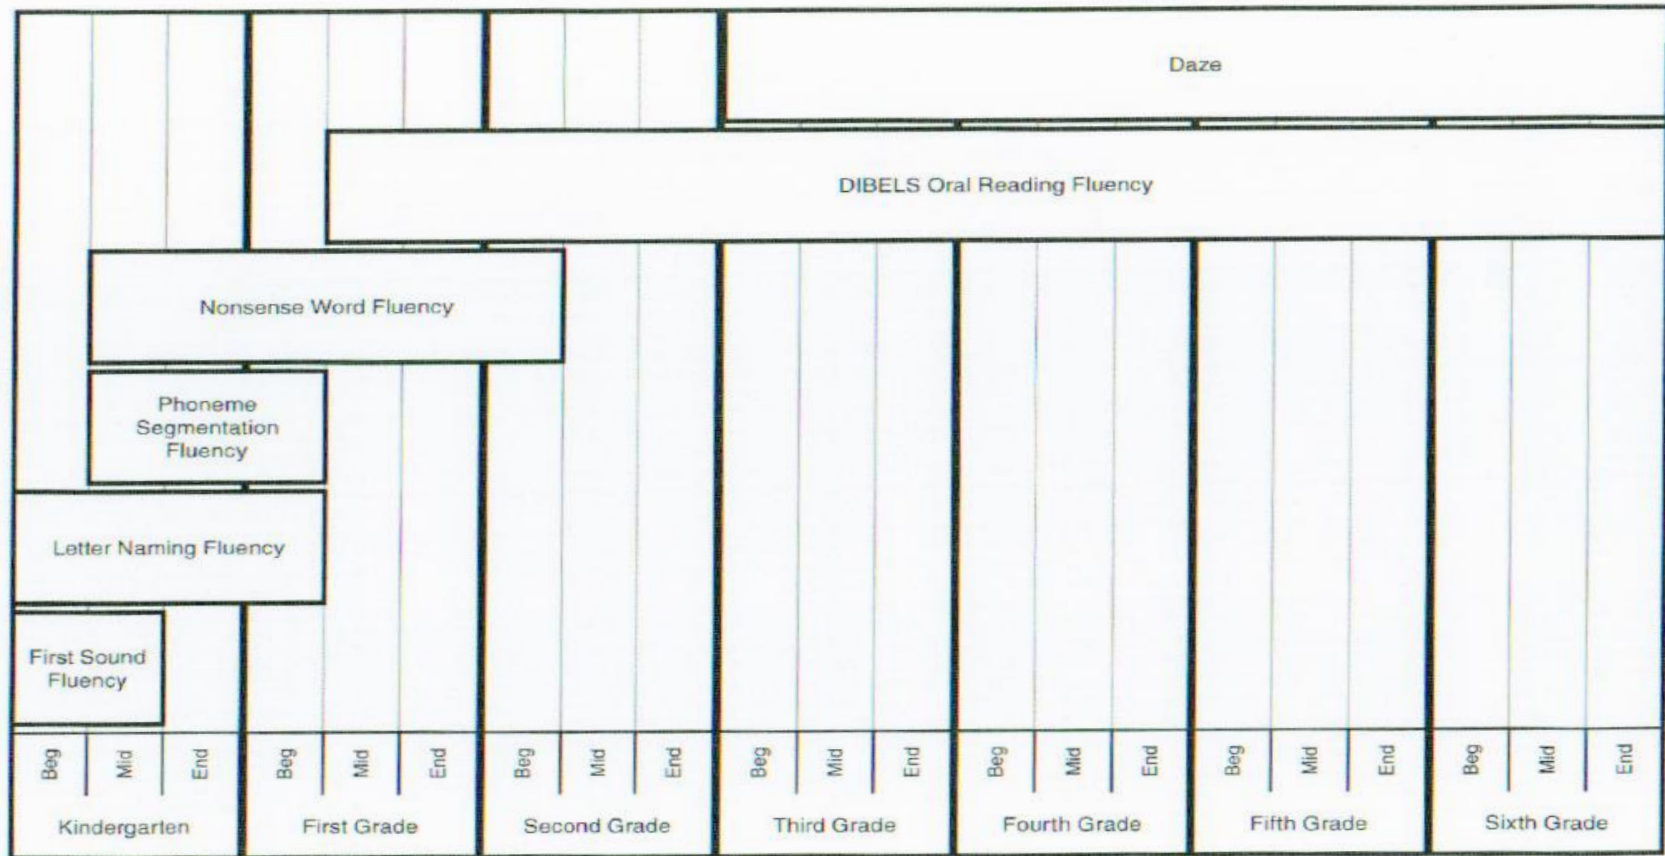 Daze
DIBELS Oral Reading Fluency
Nonsense Word Fluency
Phoneme
Segmentation
Fluency
Letter Naming Fluency
First Sound
Fluency
Beg Mid End Beg Mid End Beg Mid End Beg Mid End Beg Mid End Beg Mid End Beg Mid End
Kindergarten First Grade Second Grade Third Grade Fourth Grade Fifth Grade Sixth Grade